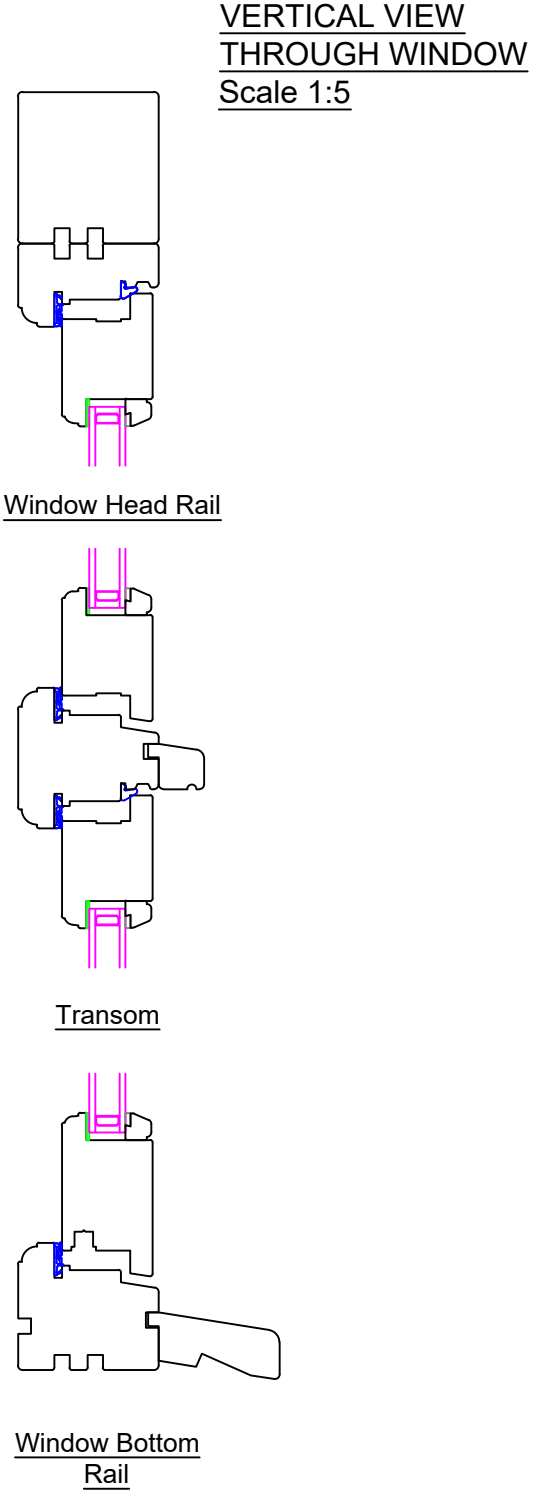 VERTICAL VIEW
THROUGH WINDOW
Scale 1:5
Window Head Rail
Transom
Window Bottom
Rail